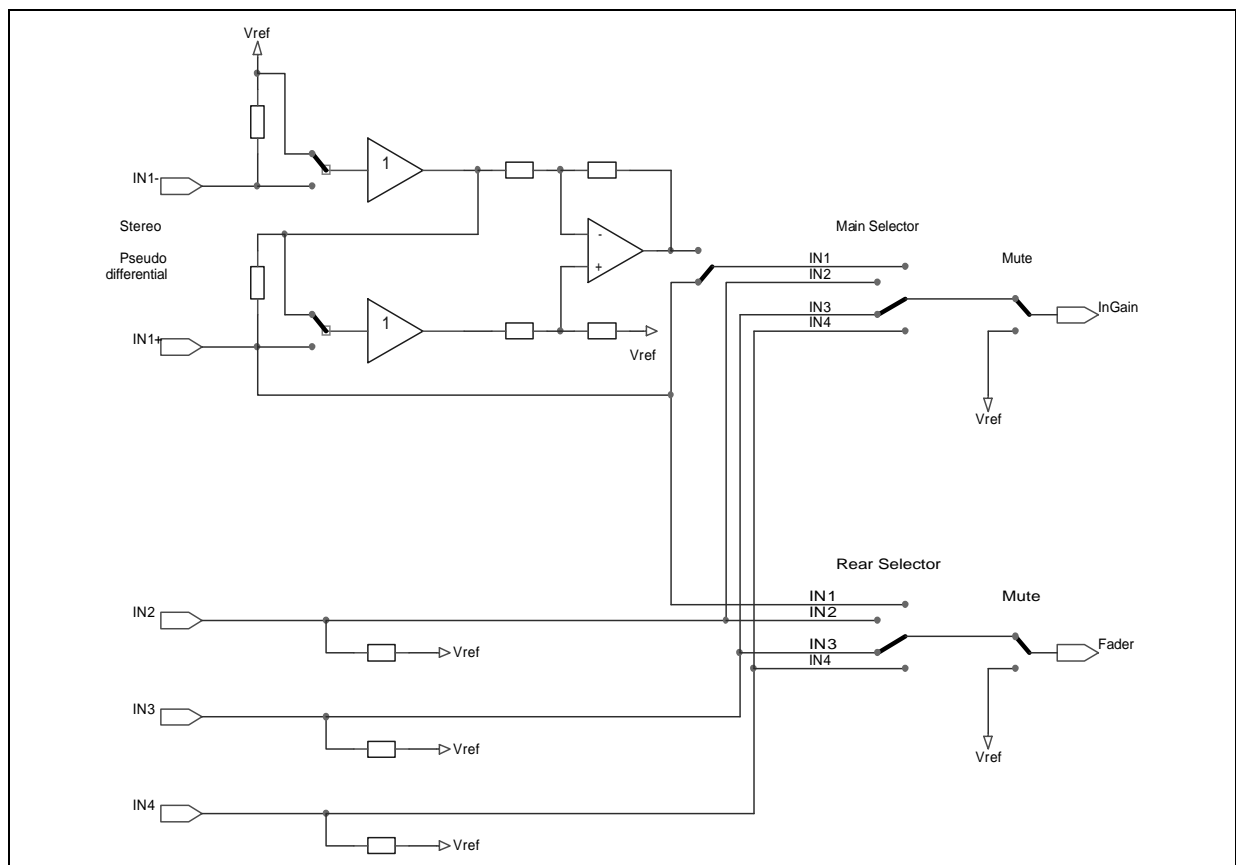 Vref
1
IN1-
Stereo
Pseudo
differential
-
+
1
IN1+
Vref
Main Selector
IN1
IN2
IN3
IN4
Mute
InGain
Vref
Rear Selector
IN1
IN2
IN3
IN4
Mute
Fader
Vref
IN2
Vref
IN3
Vref
IN4
Vref